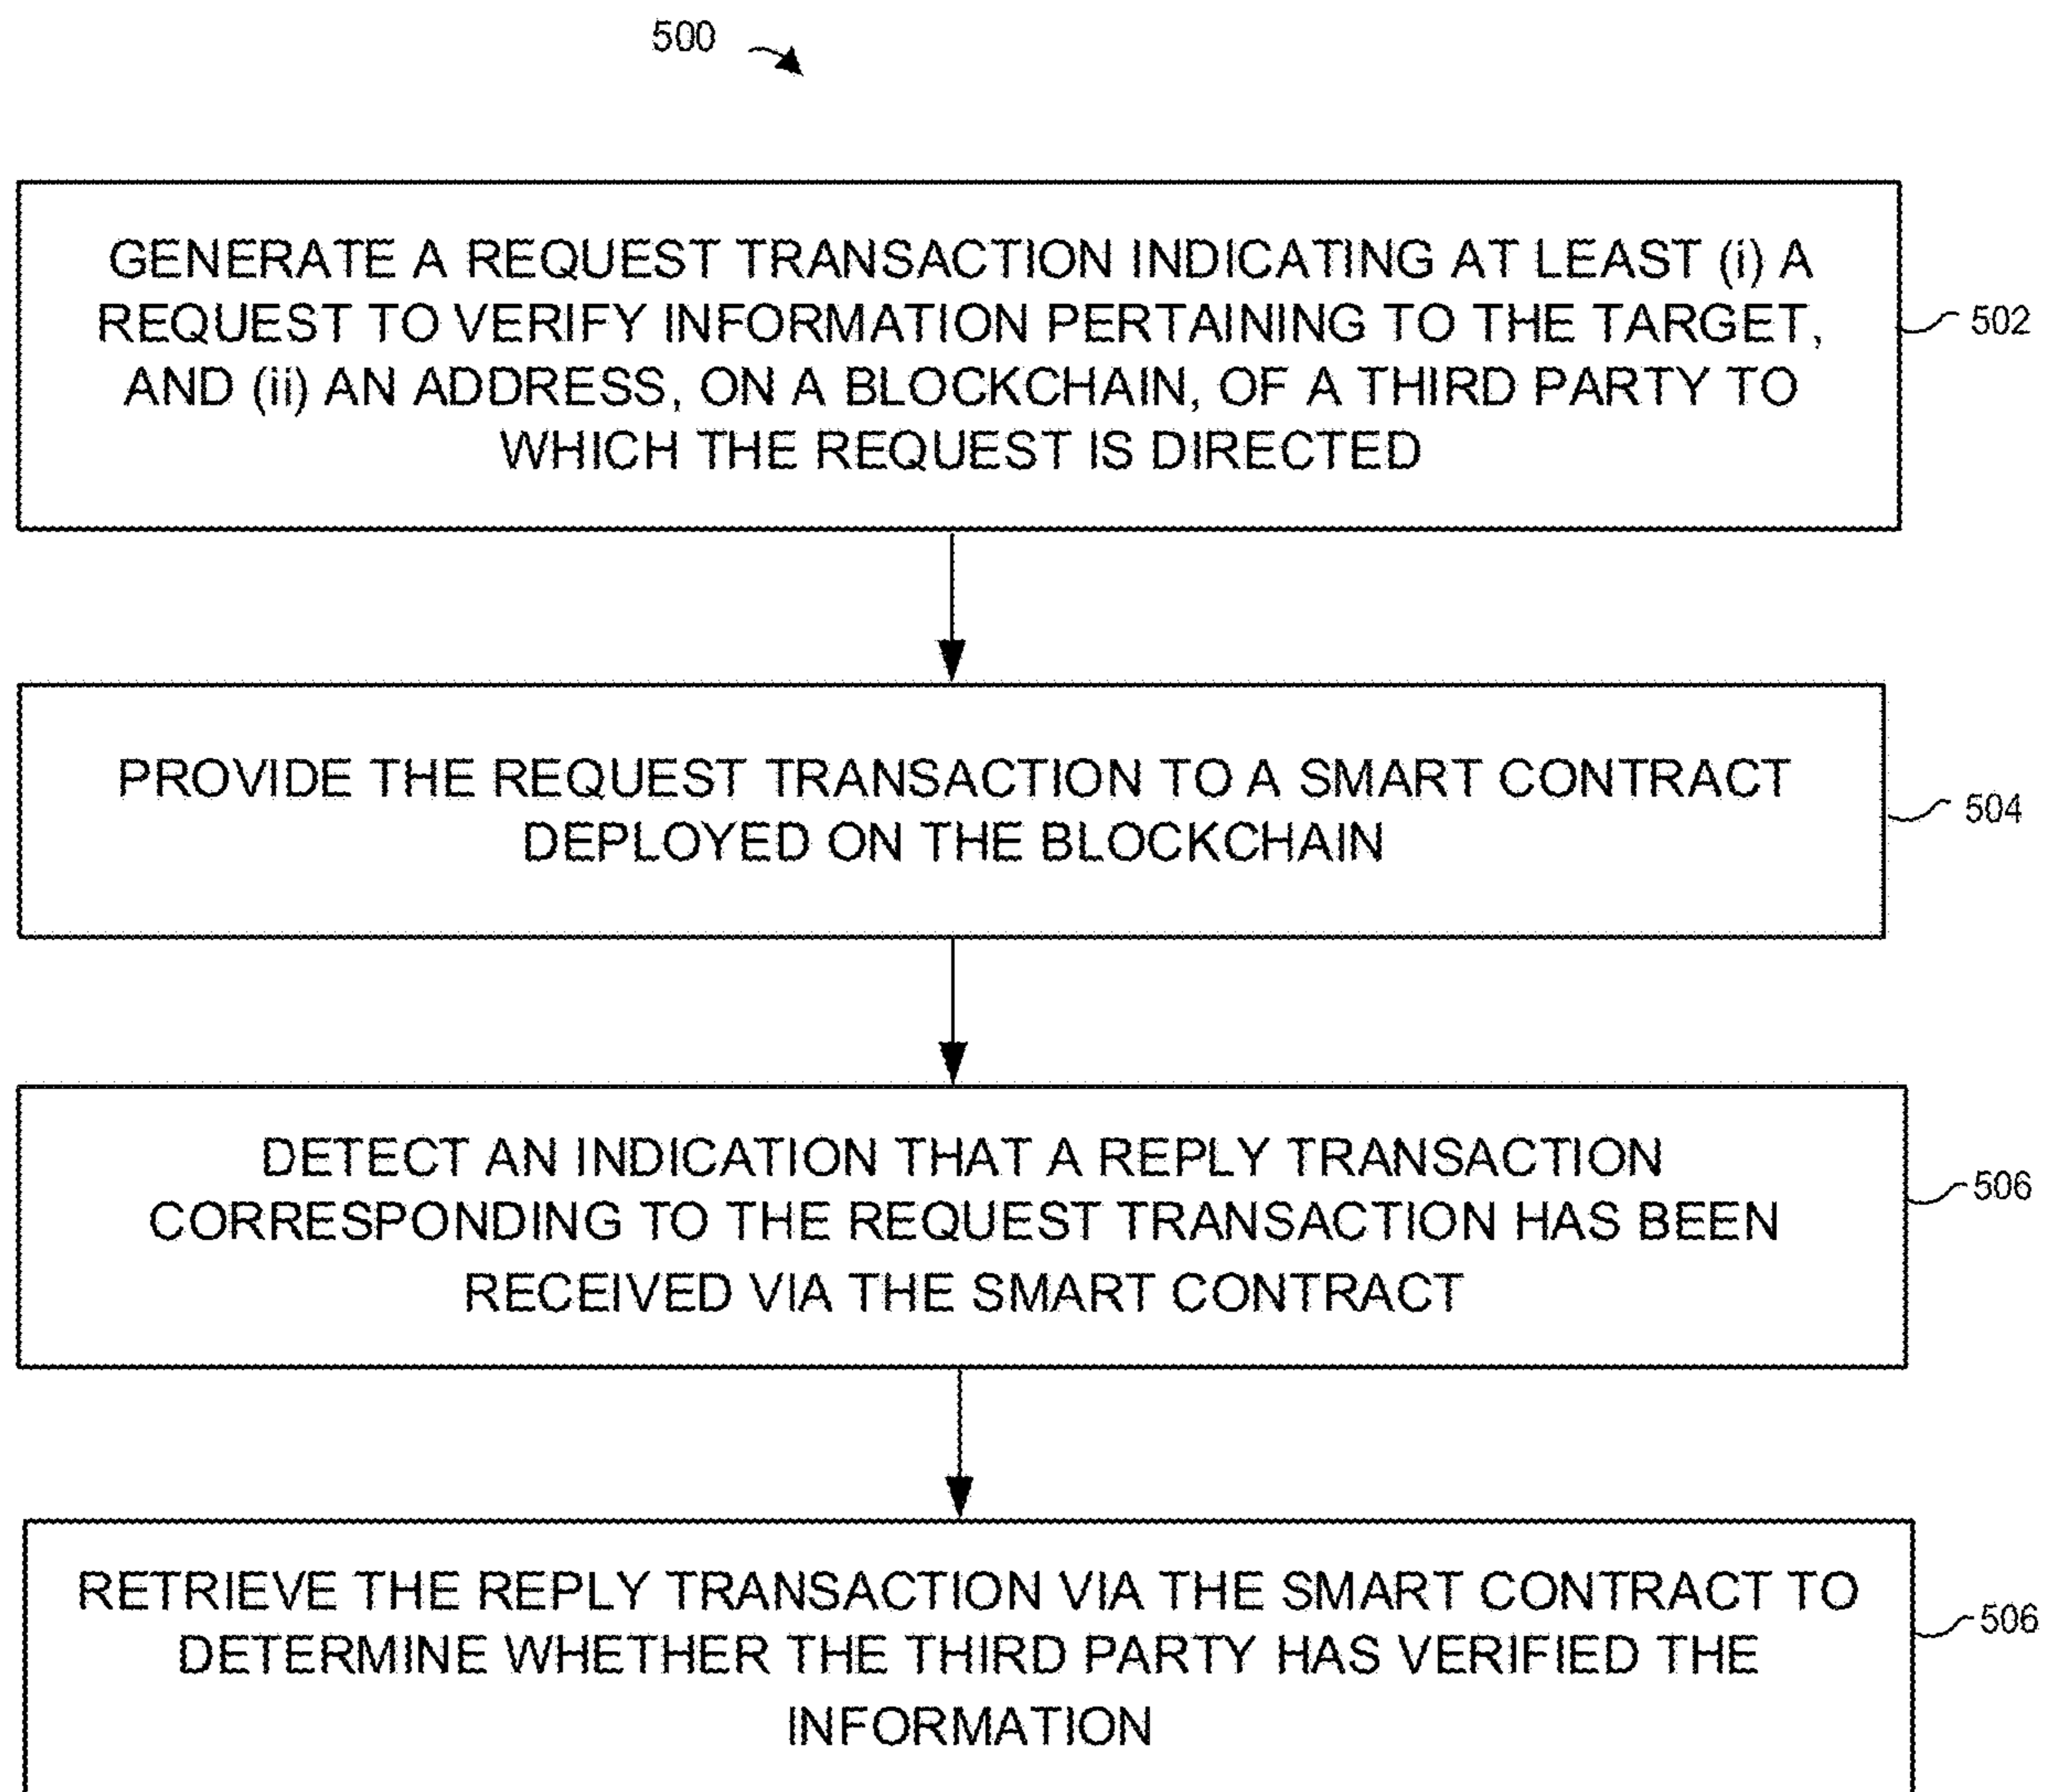 500
GENERATE A REQUEST TRANSACTION INDICATING AT LEAST (i) A
REQUEST TO VERIFY INFORMATION PERTAINING TO THE TARGET,
AND (ii) AN ADDRESS, ON A BLOCKCHAIN, OF A THIRD PARTY TO
WHICH THE REQUEST IS DIRECTED
502
PROVIDE THE REQUEST TRANSACTION TO A SMART CONTRACT
DEPLOYED ON THE BLOCKCHAIN
504
DETECT AN INDICATION THAT A REPLY TRANSACTION
CORRESPONDING TO THE REQUEST TRANSACTION HAS BEEN
RECEIVED VIA THE SMART CONTRACT
506
RETRIEVE THE REPLY TRANSACTION VIA THE SMART CONTRACT TO
DETERMINE WHETHER THE THIRD PARTY HAS VERIFIED THE
INFORMATION
506